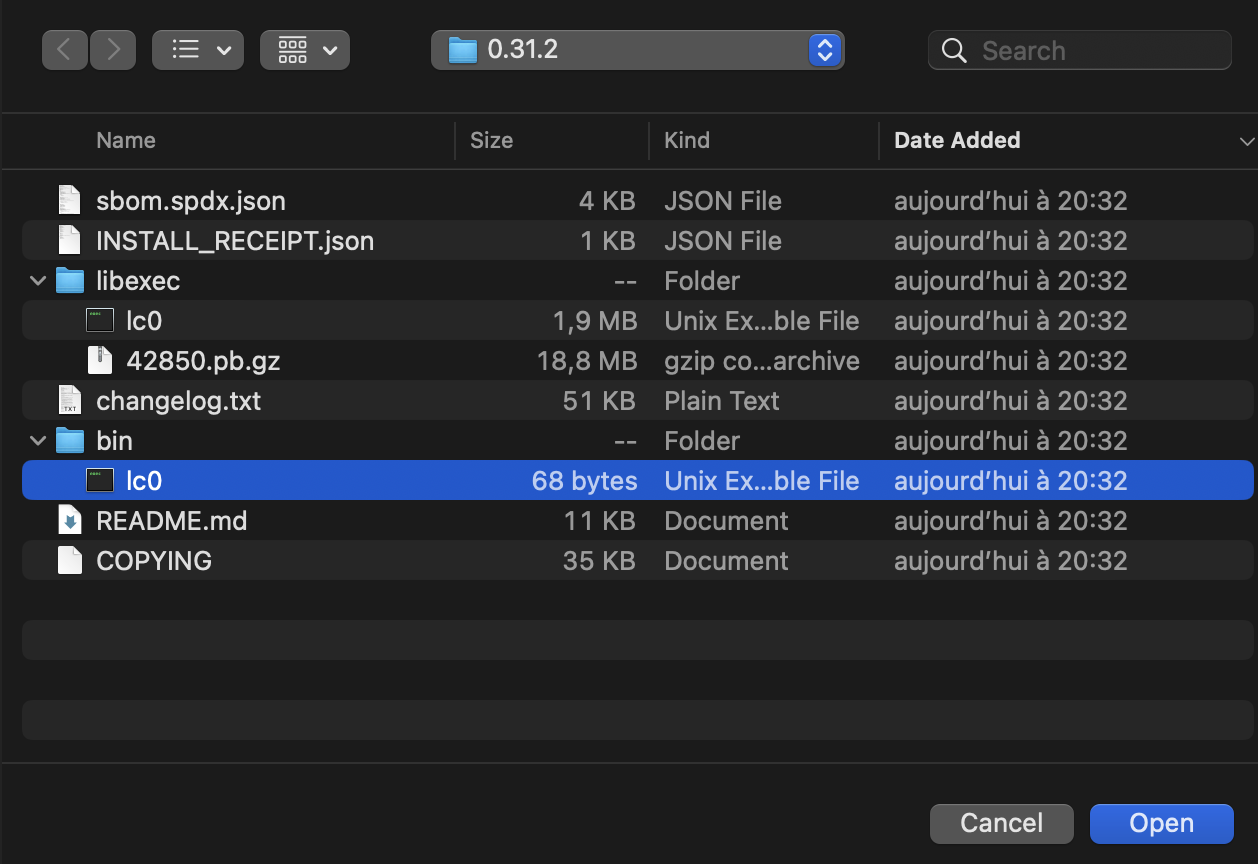 0.31.2
Search
Name Size Kind Date Added
sbom.spdx.json 4 KB JSON File aujourd’hui à 20:32
INSTALL_RECEIPT.json 1 KB JSON File aujourd’hui à 20:32
libexec -- Folder aujourd’hui à 20:32
lc0 1,9 MB Unix Ex...ble File aujourd’hui à 20:32
42850.pb.gz 18,8 MB gzip co...archive aujourd’hui à 20:32
changelog.txt 51 KB Plain Text aujourd’hui à 20:32
bin -- Folder aujourd’hui à 20:32
lc0 68 bytes Unix Ex...ble File aujourd’hui à 20:32
README.md 11 KB Document aujourd’hui à 20:32
COPYING 35 KB Document aujourd’hui à 20:32
Cancel Open